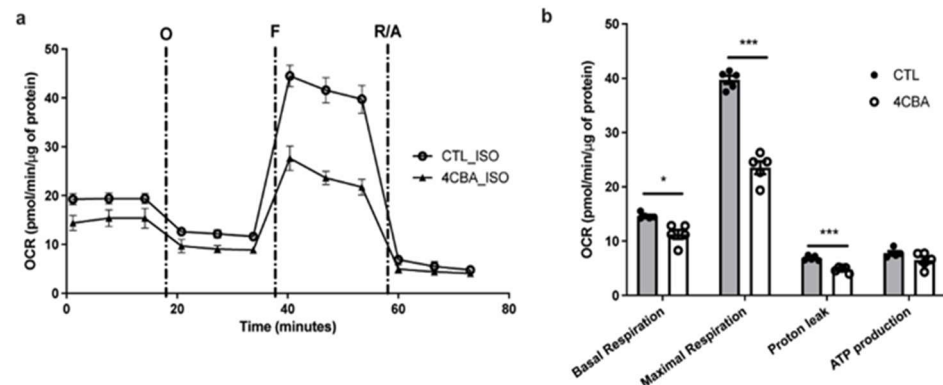 a
O
F
R/A
50
40
30
20
10
0
OCR (pmol/min/μg of protein)
0
20
40
60
80
Time (minutes)
CTL_ISO
4CBA_ISO
b
50
40
30
20
10
0
OCR (pmol/min/μg of protein)
*
***
***
CTL
4CBA
Basal Respiration
Maximal Respiration
Proton leak
ATP production